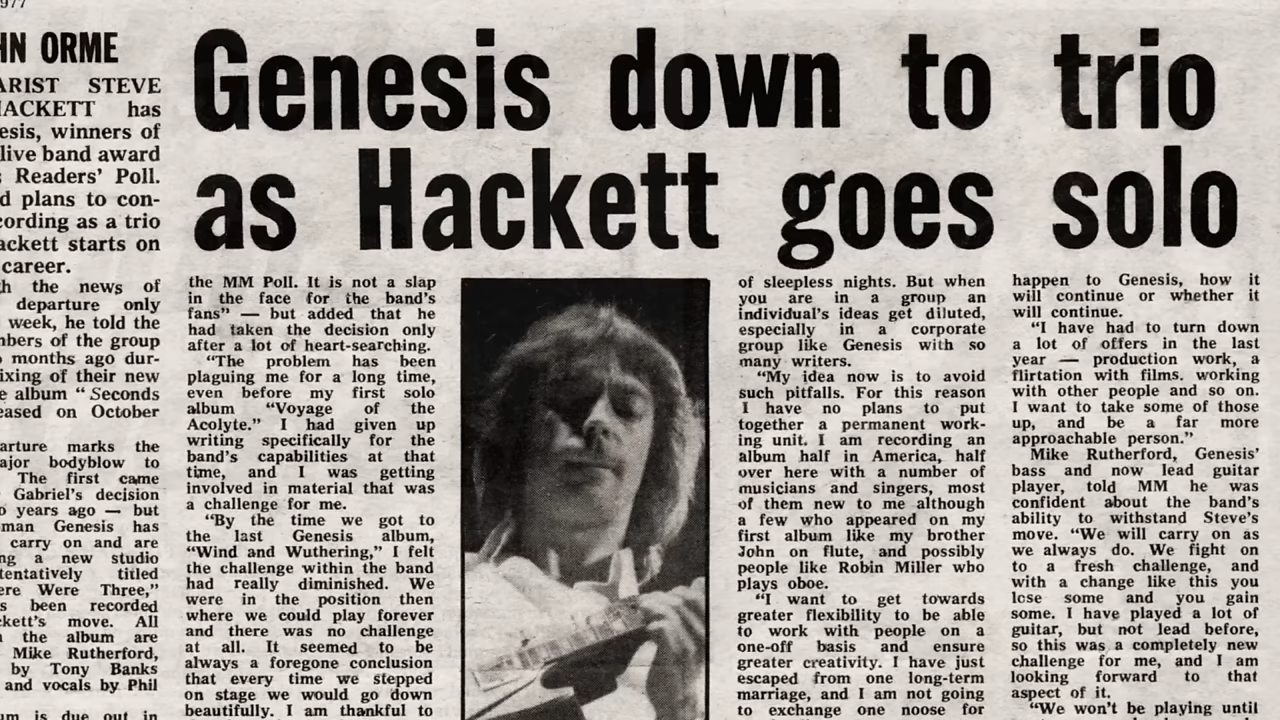 977
HN ORME
Genesis down to trio
as Hackett goes solo
ARIST STEVE
HACKETT has
esis, winners of
live band award
s Readers' Poll.
d plans to con-
cording as a trio
ackett starts on
career.
h the news of
departure only
week, he told the
mbers of the group
months ago dur-
ixing of their new
e album "Seconds
eased on October
arture marks the
ajor bodyblow to
The first came
Gabriel's decision
o years ago — but
man Genesis has
carry on and are
ng a new studio
tentatively titled
ere Were Three,"
s been recorded
ckett's move. All
n the album are
Mike Rutherford,
by Tony Banks
and vocals by Phil
um is due out in
the MM Poll. It is not a slap
in the face for the band's
fans" — but added that he
had taken the decision only
after a lot of heart-searching.
"The problem has been
plaguing me for a long time,
even before my first solo
album "Voyage of the
Acolyte." I had given up
writing specifically for the
band's capabilities at that
time, and I was getting
involved in material that was
a challenge for me.
"By the time we got to
the last Genesis album,
"Wind and Wuthering," I felt
the challenge within the band
had really diminished. We
were in the position then
where we could play forever
and there was no challenge
at all. It seemed to be
always a foregone conclusion
that every time we stepped
on stage we would go down
beautifully. I am thankful to
of sleepless nights. But when
you are in a group an
individual's ideas get diluted,
especially in a corporate
group like Genesis with so
many writers.
"My idea now is to avoid
such pitfalls. For this reason
I have no plans to put
together a permanent work-
ing unit. I am recording an
album half in America, half
over here with a number of
musicians and singers, most
of them new to me although
a few who appeared on my
first album like my brother
John on flute, and possibly
people like Robin Miller who
plays oboe.
"I want to get towards
greater flexibility to be able
to work with people on a
one-off basis and ensure
greater creativity. I have just
escaped from one long-term
marriage, and I am not going
to exchange one noose for
happen to Genesis, how it
will continue or whether it
will continue.
"I have had to turn down
a lot of offers in the last
year — production work, a
flirtation with films. working
with other people and so on.
I want to take some of those
up, and be a far more
approachable person."
Mike Rutherford, Genesis'
bass and now lead guitar
player, told MM he was
confident about the band's
ability to withstand Steve's
move. "We will carry on as
we always do. We fight on
to a fresh challenge, and
with a change like this you
lose some and you gain
some. I have played a lot of
guitar, but not lead before,
so this was a completely new
challenge for me, and I am
looking forward to that
aspect of it.
"We won't be playing until